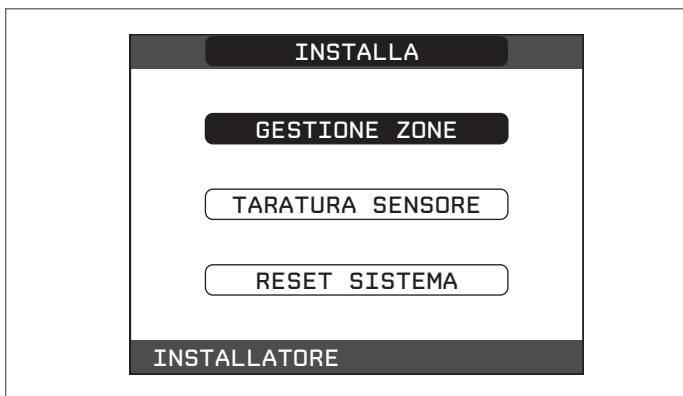 INSTALLA
GESTIONE ZONE
TARATURA SENSORE
RESET SISTEMA
INSTALLATORE